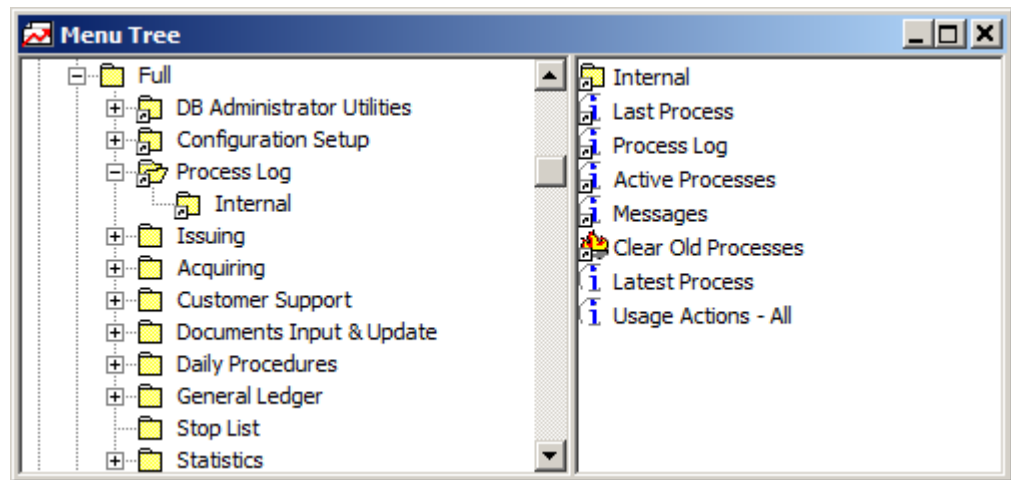 Menu Tree
Full
DB Administrator Utilities
Configuration Setup
Process Log
Internal
Issuing
Acquiring
Customer Support
Documents Input & Update
Daily Procedures
General Ledger
Stop List
Statistics
Internal
Last Process
Process Log
Active Processes
Messages
Clear Old Processes
Latest Process
Usage Actions - All